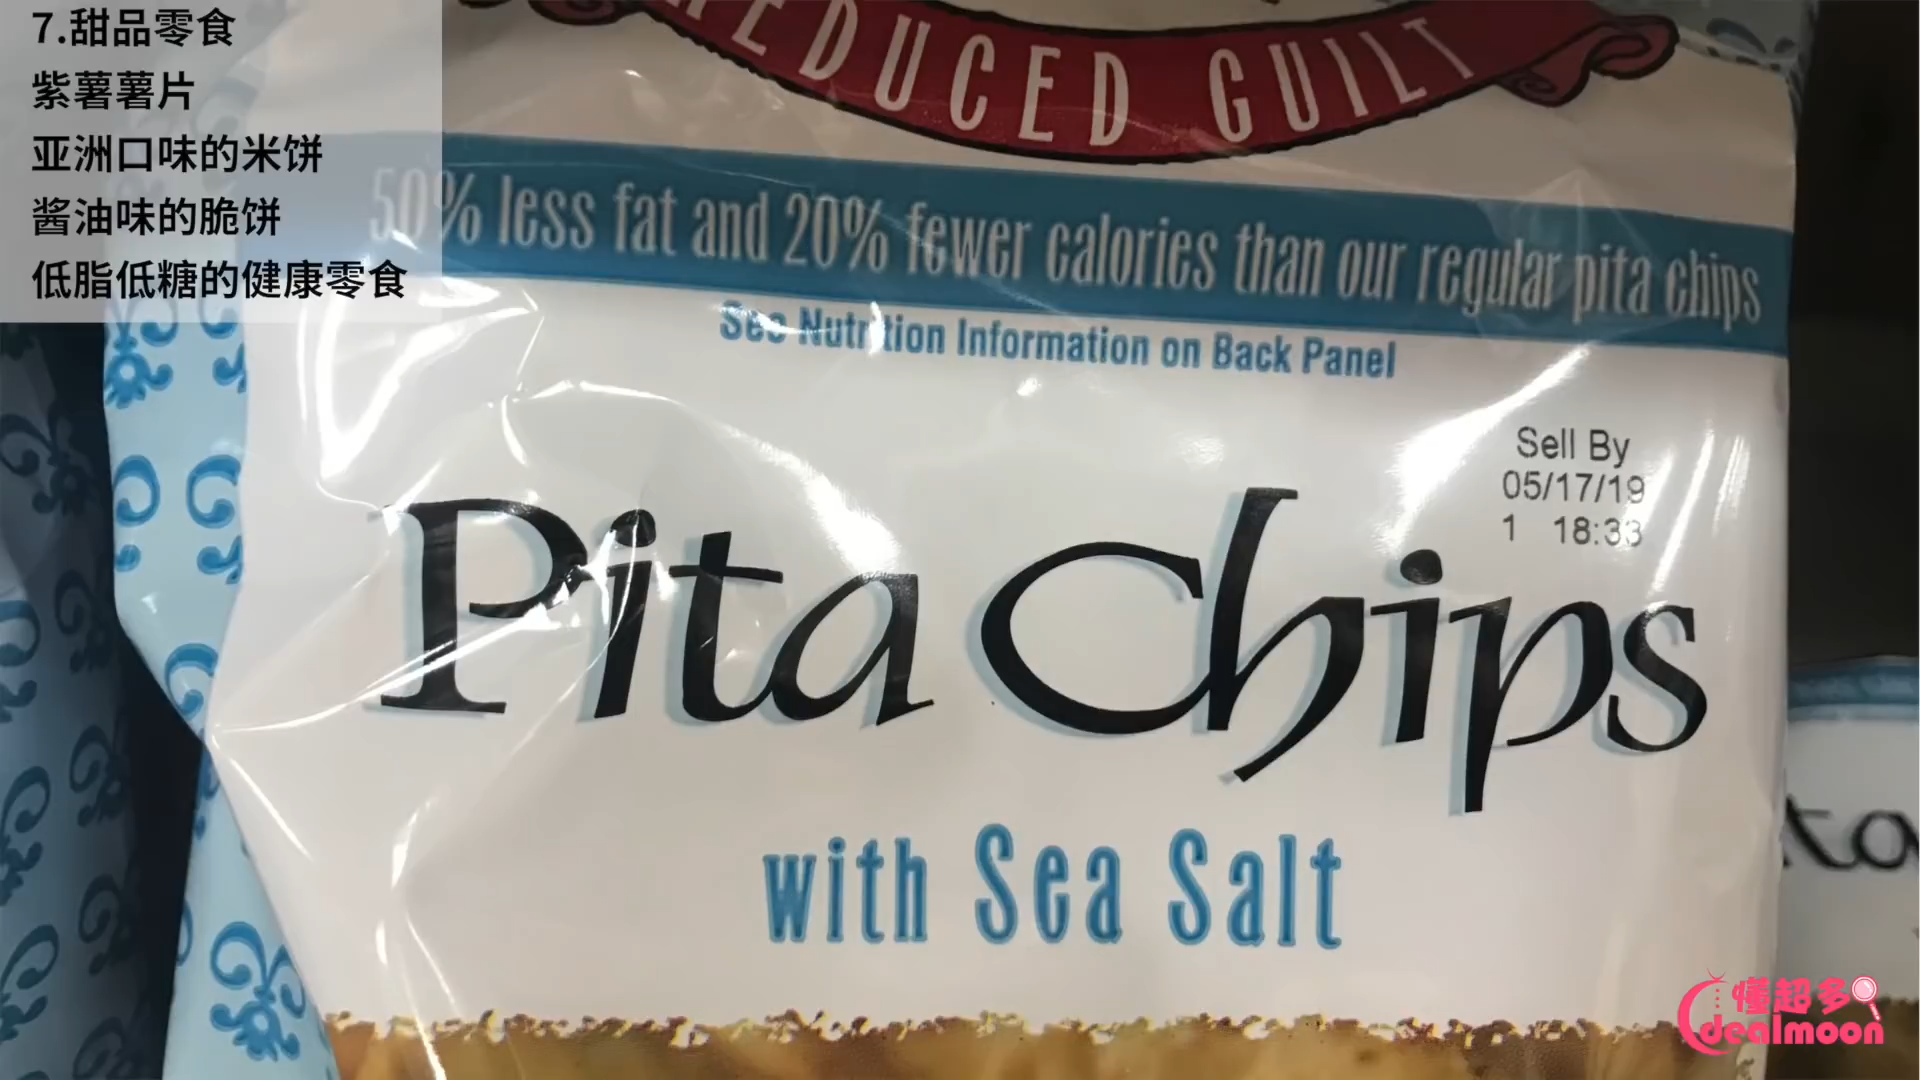 7.甜品零食
紫薯薯片
亚洲口味的米饼
酱油味的脆饼
低脂低糖的健康零食
REDUCED GUILT
50% less fat and 20% fewer calories than our regular pita chips
See Nutrition Information on Back Panel
Sell By
05/17/19
1 18:33
Pita Chips
with Sea Salt
懂超多
dealmoon